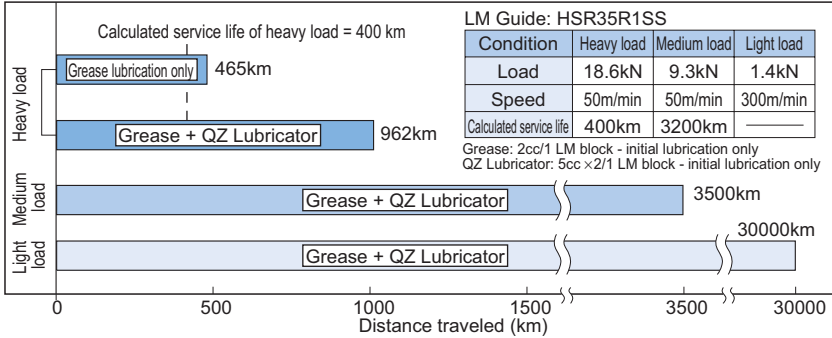 Calculated service life of heavy load = 400 km
LM Guide: HSR35R1SS
Condition Heavy load Medium load Light load
Load 18.6kN 9.3kN 1.4kN
Speed 50m/min 50m/min 300m/min
Calculated service life 400km 3200km ———
Grease: 2cc/1 LM block - initial lubrication only
QZ Lubricator: 5cc ×2/1 LM block - initial lubrication only
Heavy load
Grease lubrication only
465km
Grease + QZ Lubricator
962km
Medium
load
Grease + QZ Lubricator
3500km
Light
load
Grease + QZ Lubricator
30000km
0 500 1000 1500 3500 30000
Distance traveled (km)